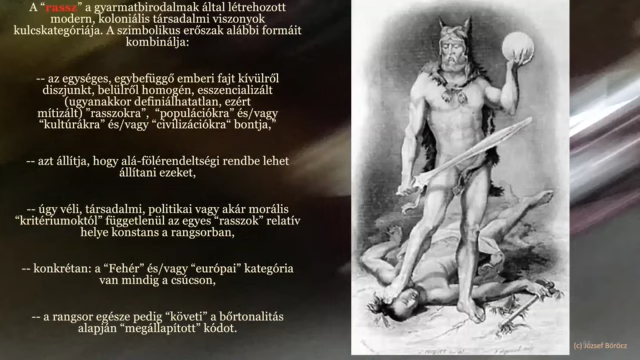 A “rassz” a gyarmatbirodalmak által létrehozott
modern, koloniális társadalmi viszonyok
kulcskategóriája. A szimbolikus erőszak alábbi formáit
kombinálja:
-- az egységes, egybefüggő emberi fajt kívülről
diszjunkt, belülről homogén, esszencializált
(ugyanakkor definiálhatatlan, ezért
mítizált) ”rasszokra”, “populációkra” és/vagy
“kultúrákra” és/vagy “civilizációkra“ bontja,”
-- azt állítja, hogy alá-fölérendeltségi rendbe lehet
állítani ezeket,
-- úgy véli, társadalmi, politikai vagy akár morális
“kritériumoktól” függetlenül az egyes “rasszok” relatív
helye konstans a rangsorban,
-- konkrétan: a “Fehér” és/vagy “európai” kategória
van mindig a csúcson,
-- a rangsor egésze pedig “követi” a bőrtonalitás
alapján “megállapított” kódot.
(c) József Böröcz